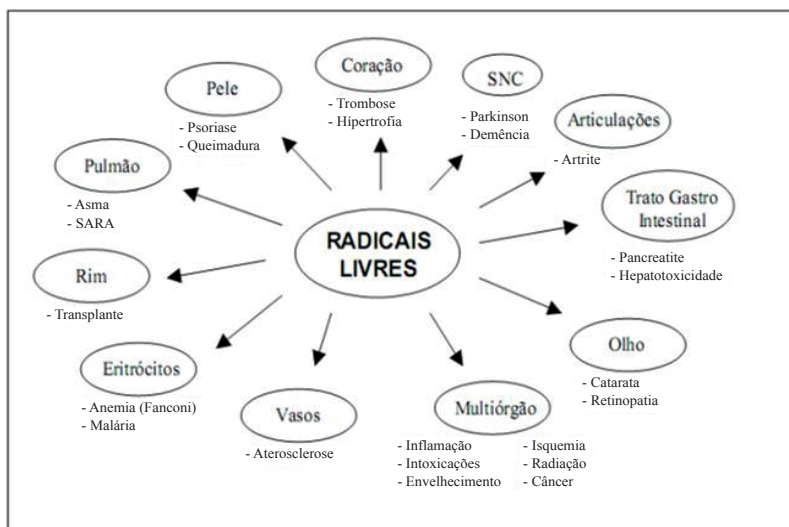 Coração
- Trombose
- Hipertrofia
SNC
- Parkinson
- Demência
Pele
- Psoriase
- Queimadura
Articulações
- Artrite
Pulmão
- Asma
- SARA
Trato Gastro
Intestinal
- Pancreatite
- Hepatotoxicidade
RADICAIS
LIVRES
Rim
- Transplante
Olho
- Catarata
- Retinopatia
Eritrócitos
- Anemia (Fanconi)
- Malária
Vasos
- Aterosclerose
Multiórgão
- Inflamação
- Intoxicações
- Envelhecimento
- Isquemia
- Radiação
- Câncer